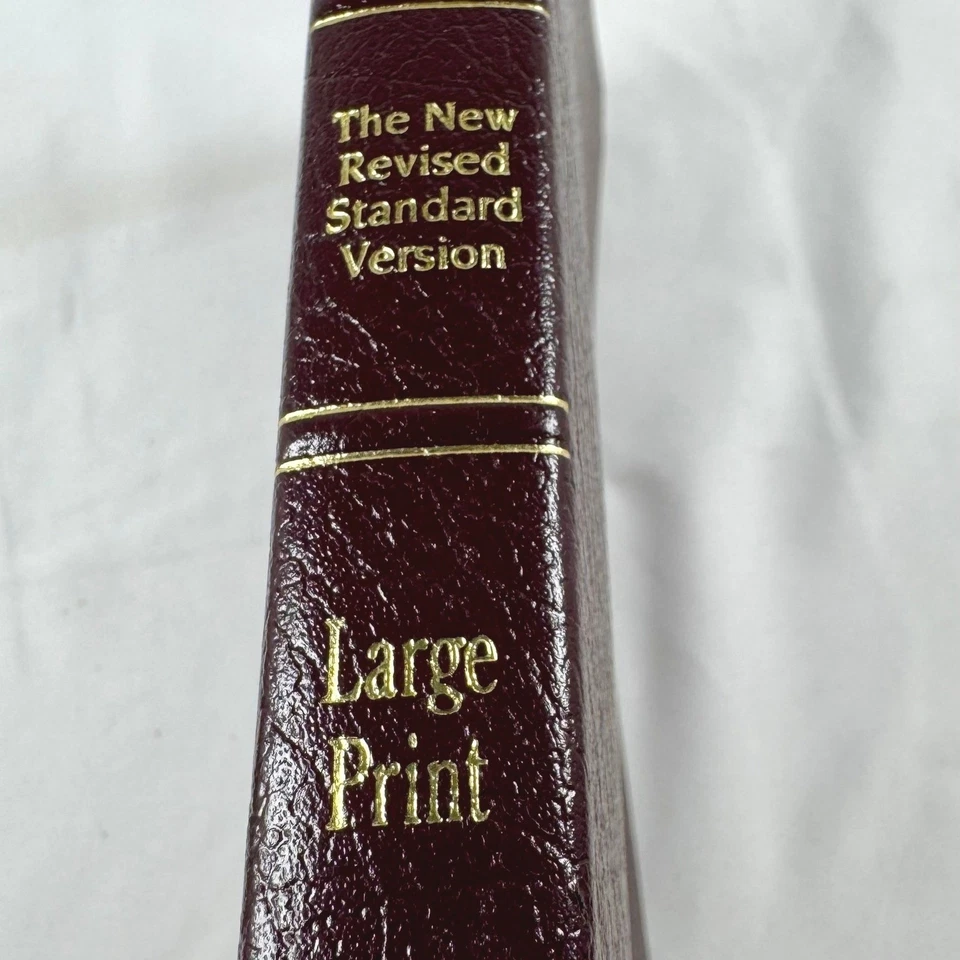 The New
Revised
Standard
Version
Large
Print